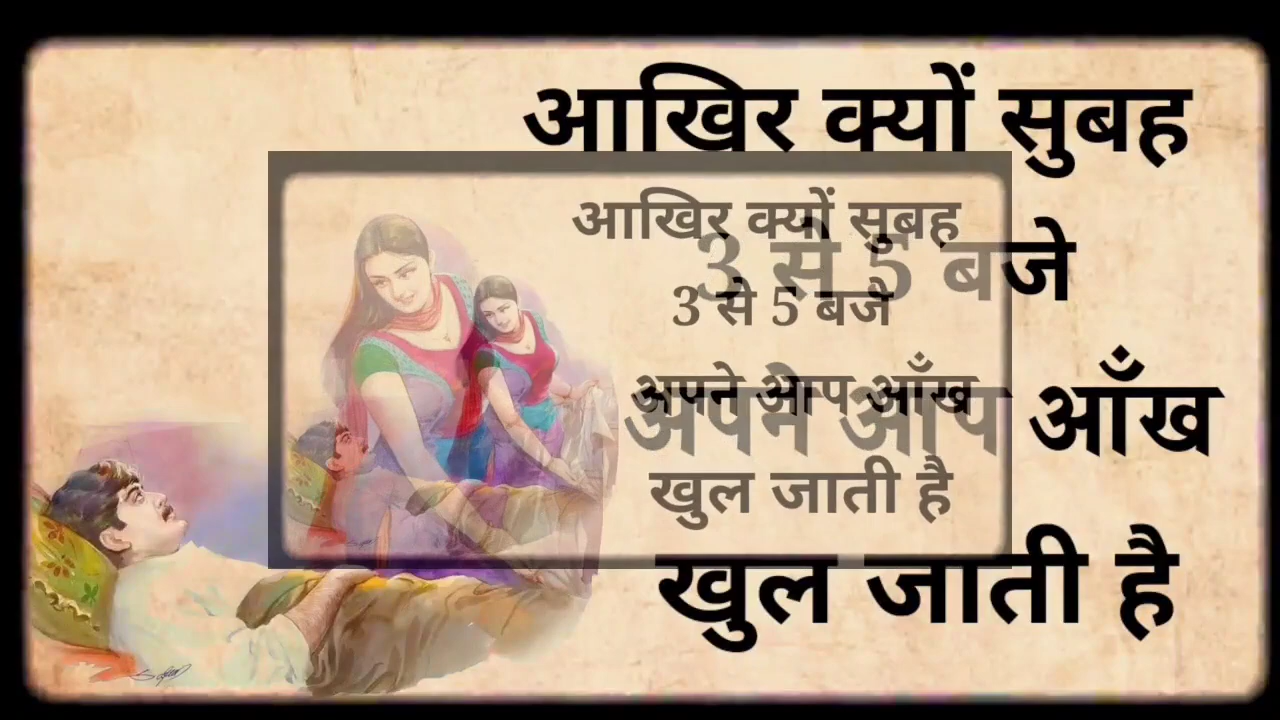 आखिर क्यों सुबह
3 से 5 बजे
अपने आप आँख
खुल जाती है
आखिर क्यों सुबह
3 से 5 बजे
अपने आप आँख
खुल जाती है